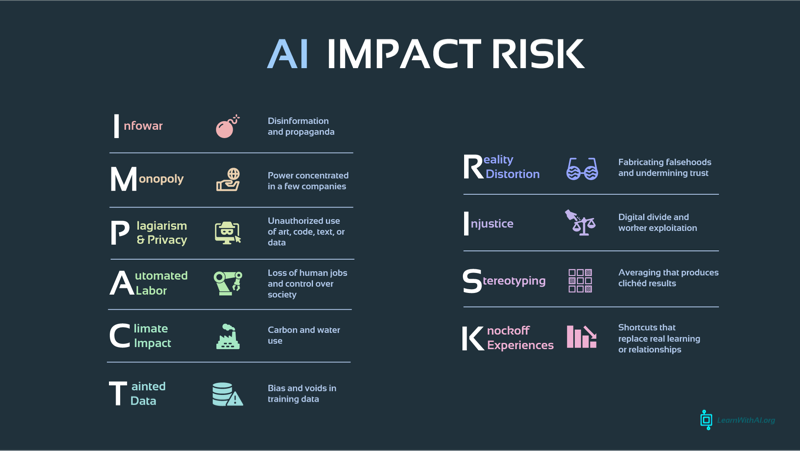 AI IMPACT RISK
Infowar
Disinformation
and propaganda
Monopoly
Power concentrated
in a few companies
Plagiarism
& Privacy
Unauthorized use
of art, code, text, or
data
Automated
Labor
Loss of human jobs
and control over
society
Climate
Impact
Carbon and water
use
Tainted
Data
Bias and voids in
training data
Reality
Distortion
Fabricating falsehoods
and undermining trust
Injustice
Digital divide and
worker exploitation
Stereotyping
Averaging that produces
clichéd results
Knockoff
Experiences
Shortcuts that
replace real learning
or relationships
LearnWithAI.org